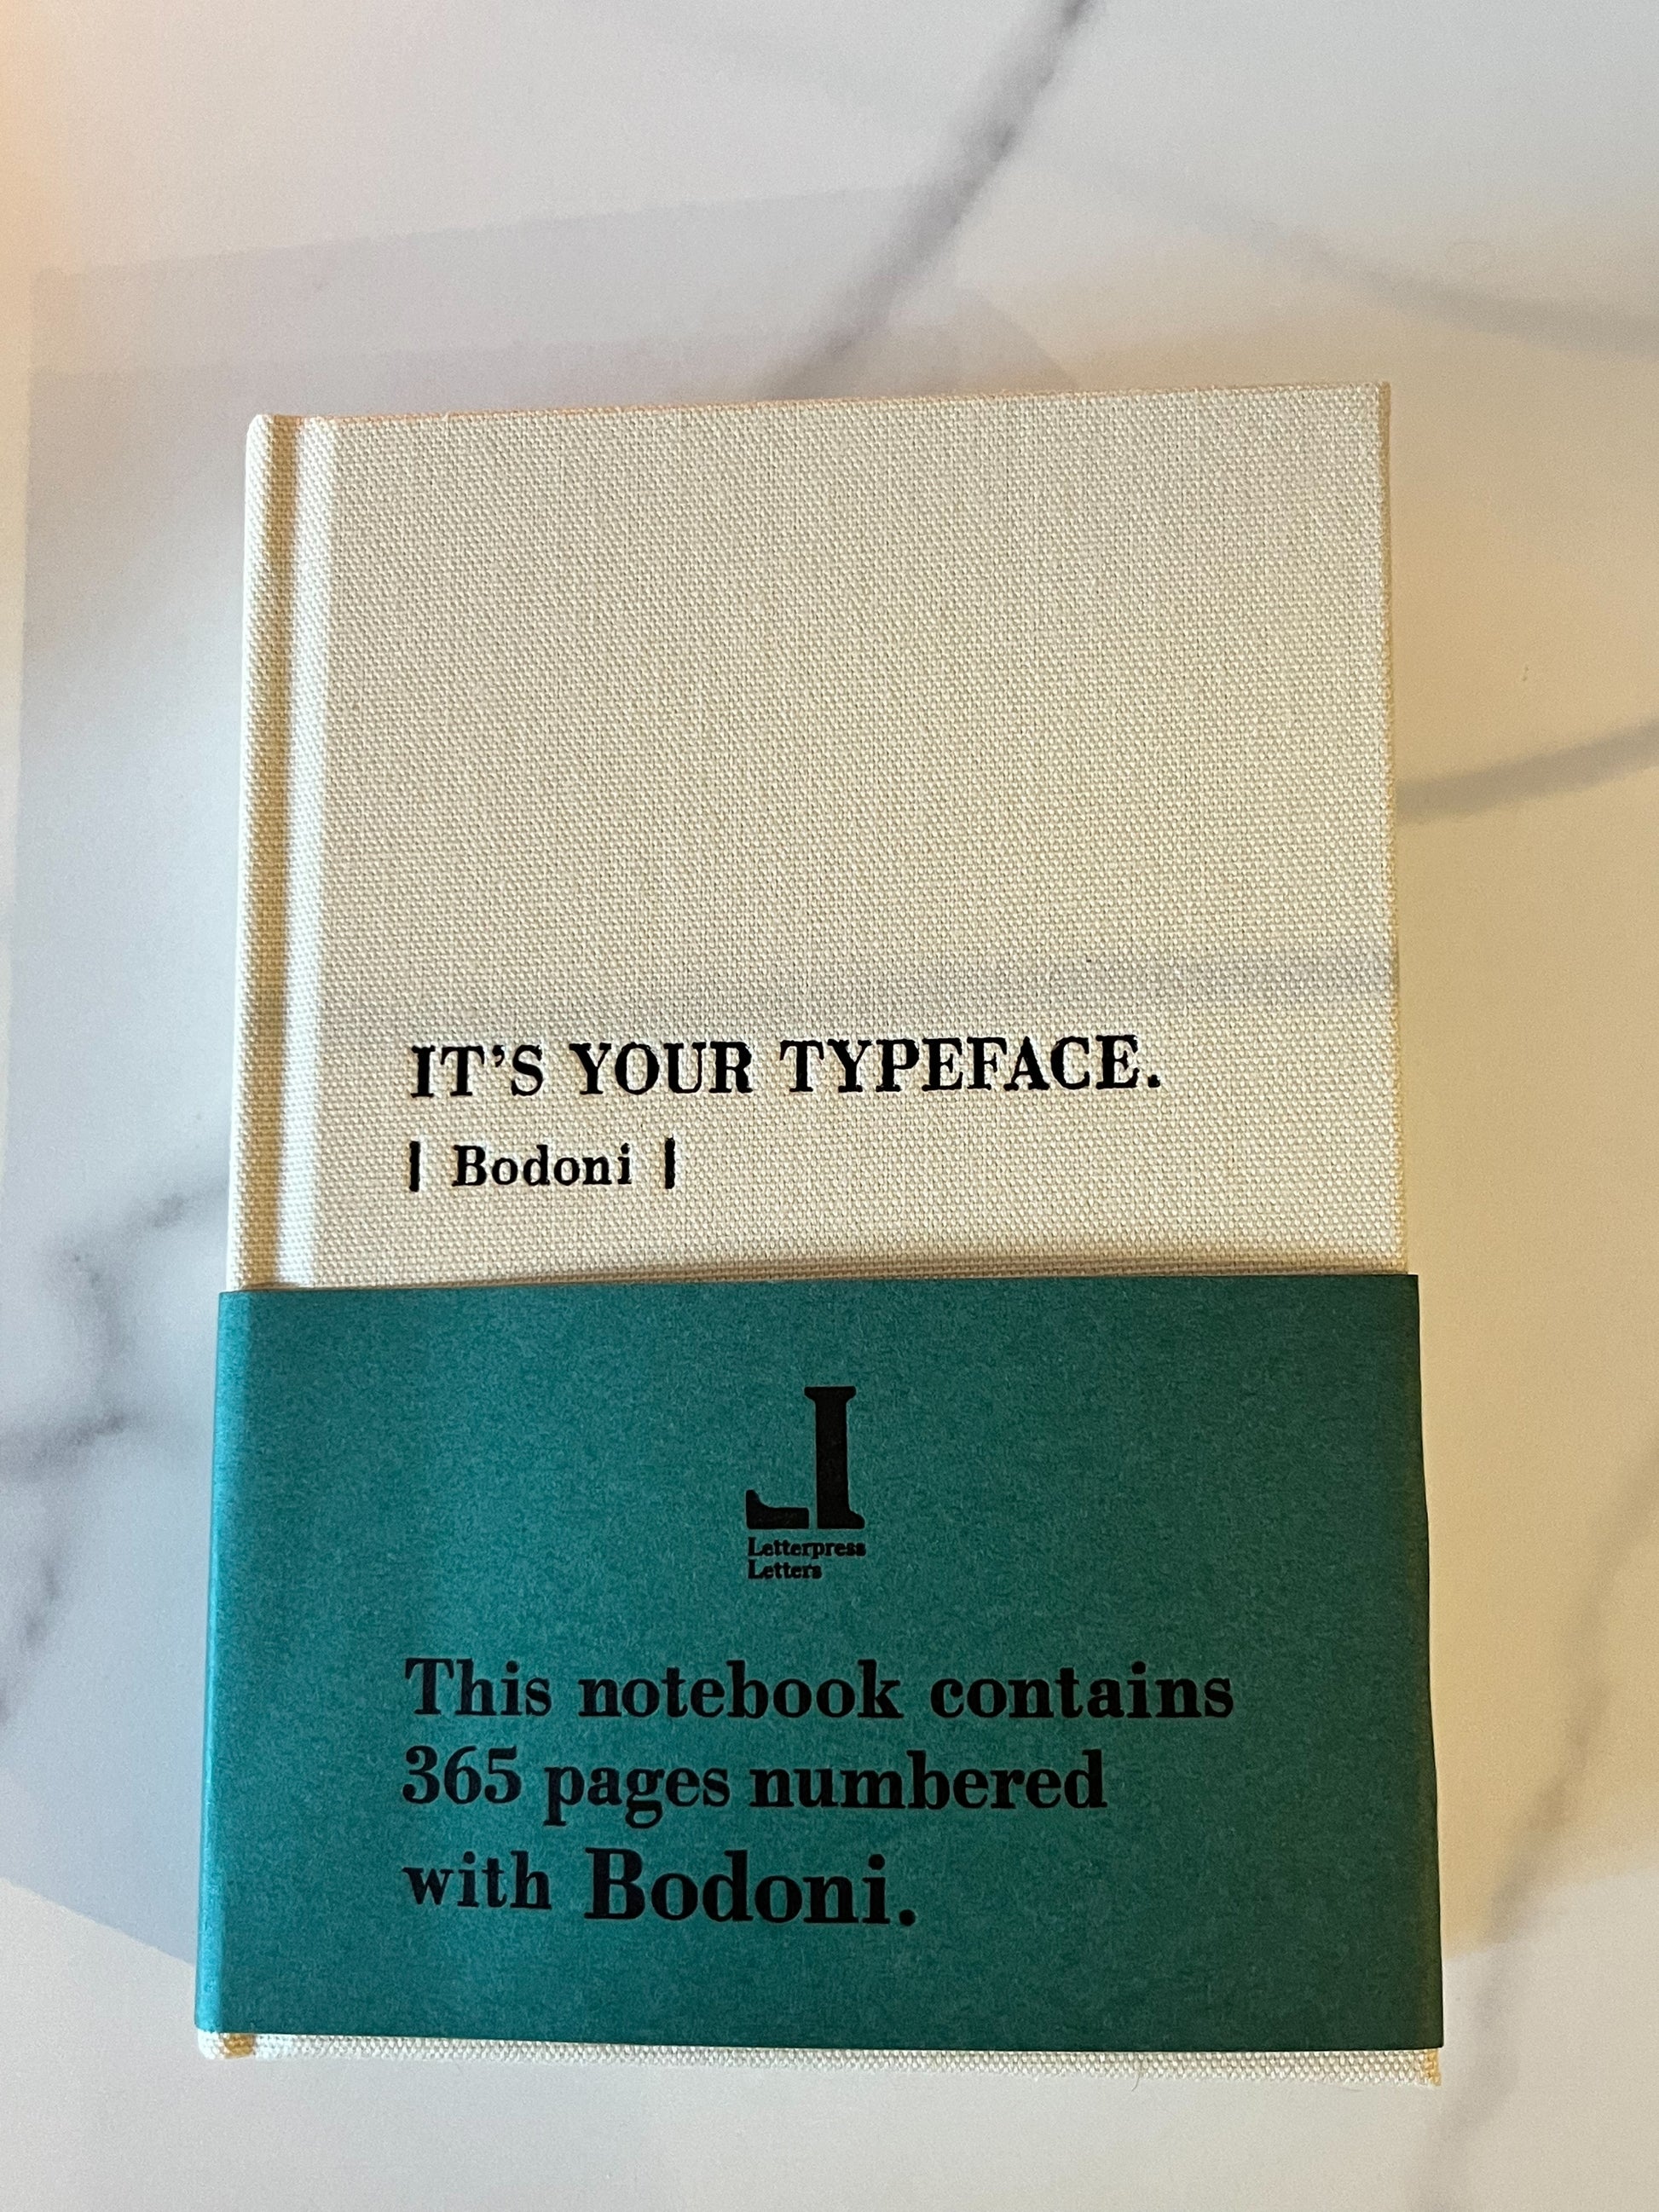 IT'S YOUR TYPEFACE.
| Bodoni |
Letterpress
Letters
This notebook contains
365 pages numbered
with Bodoni.